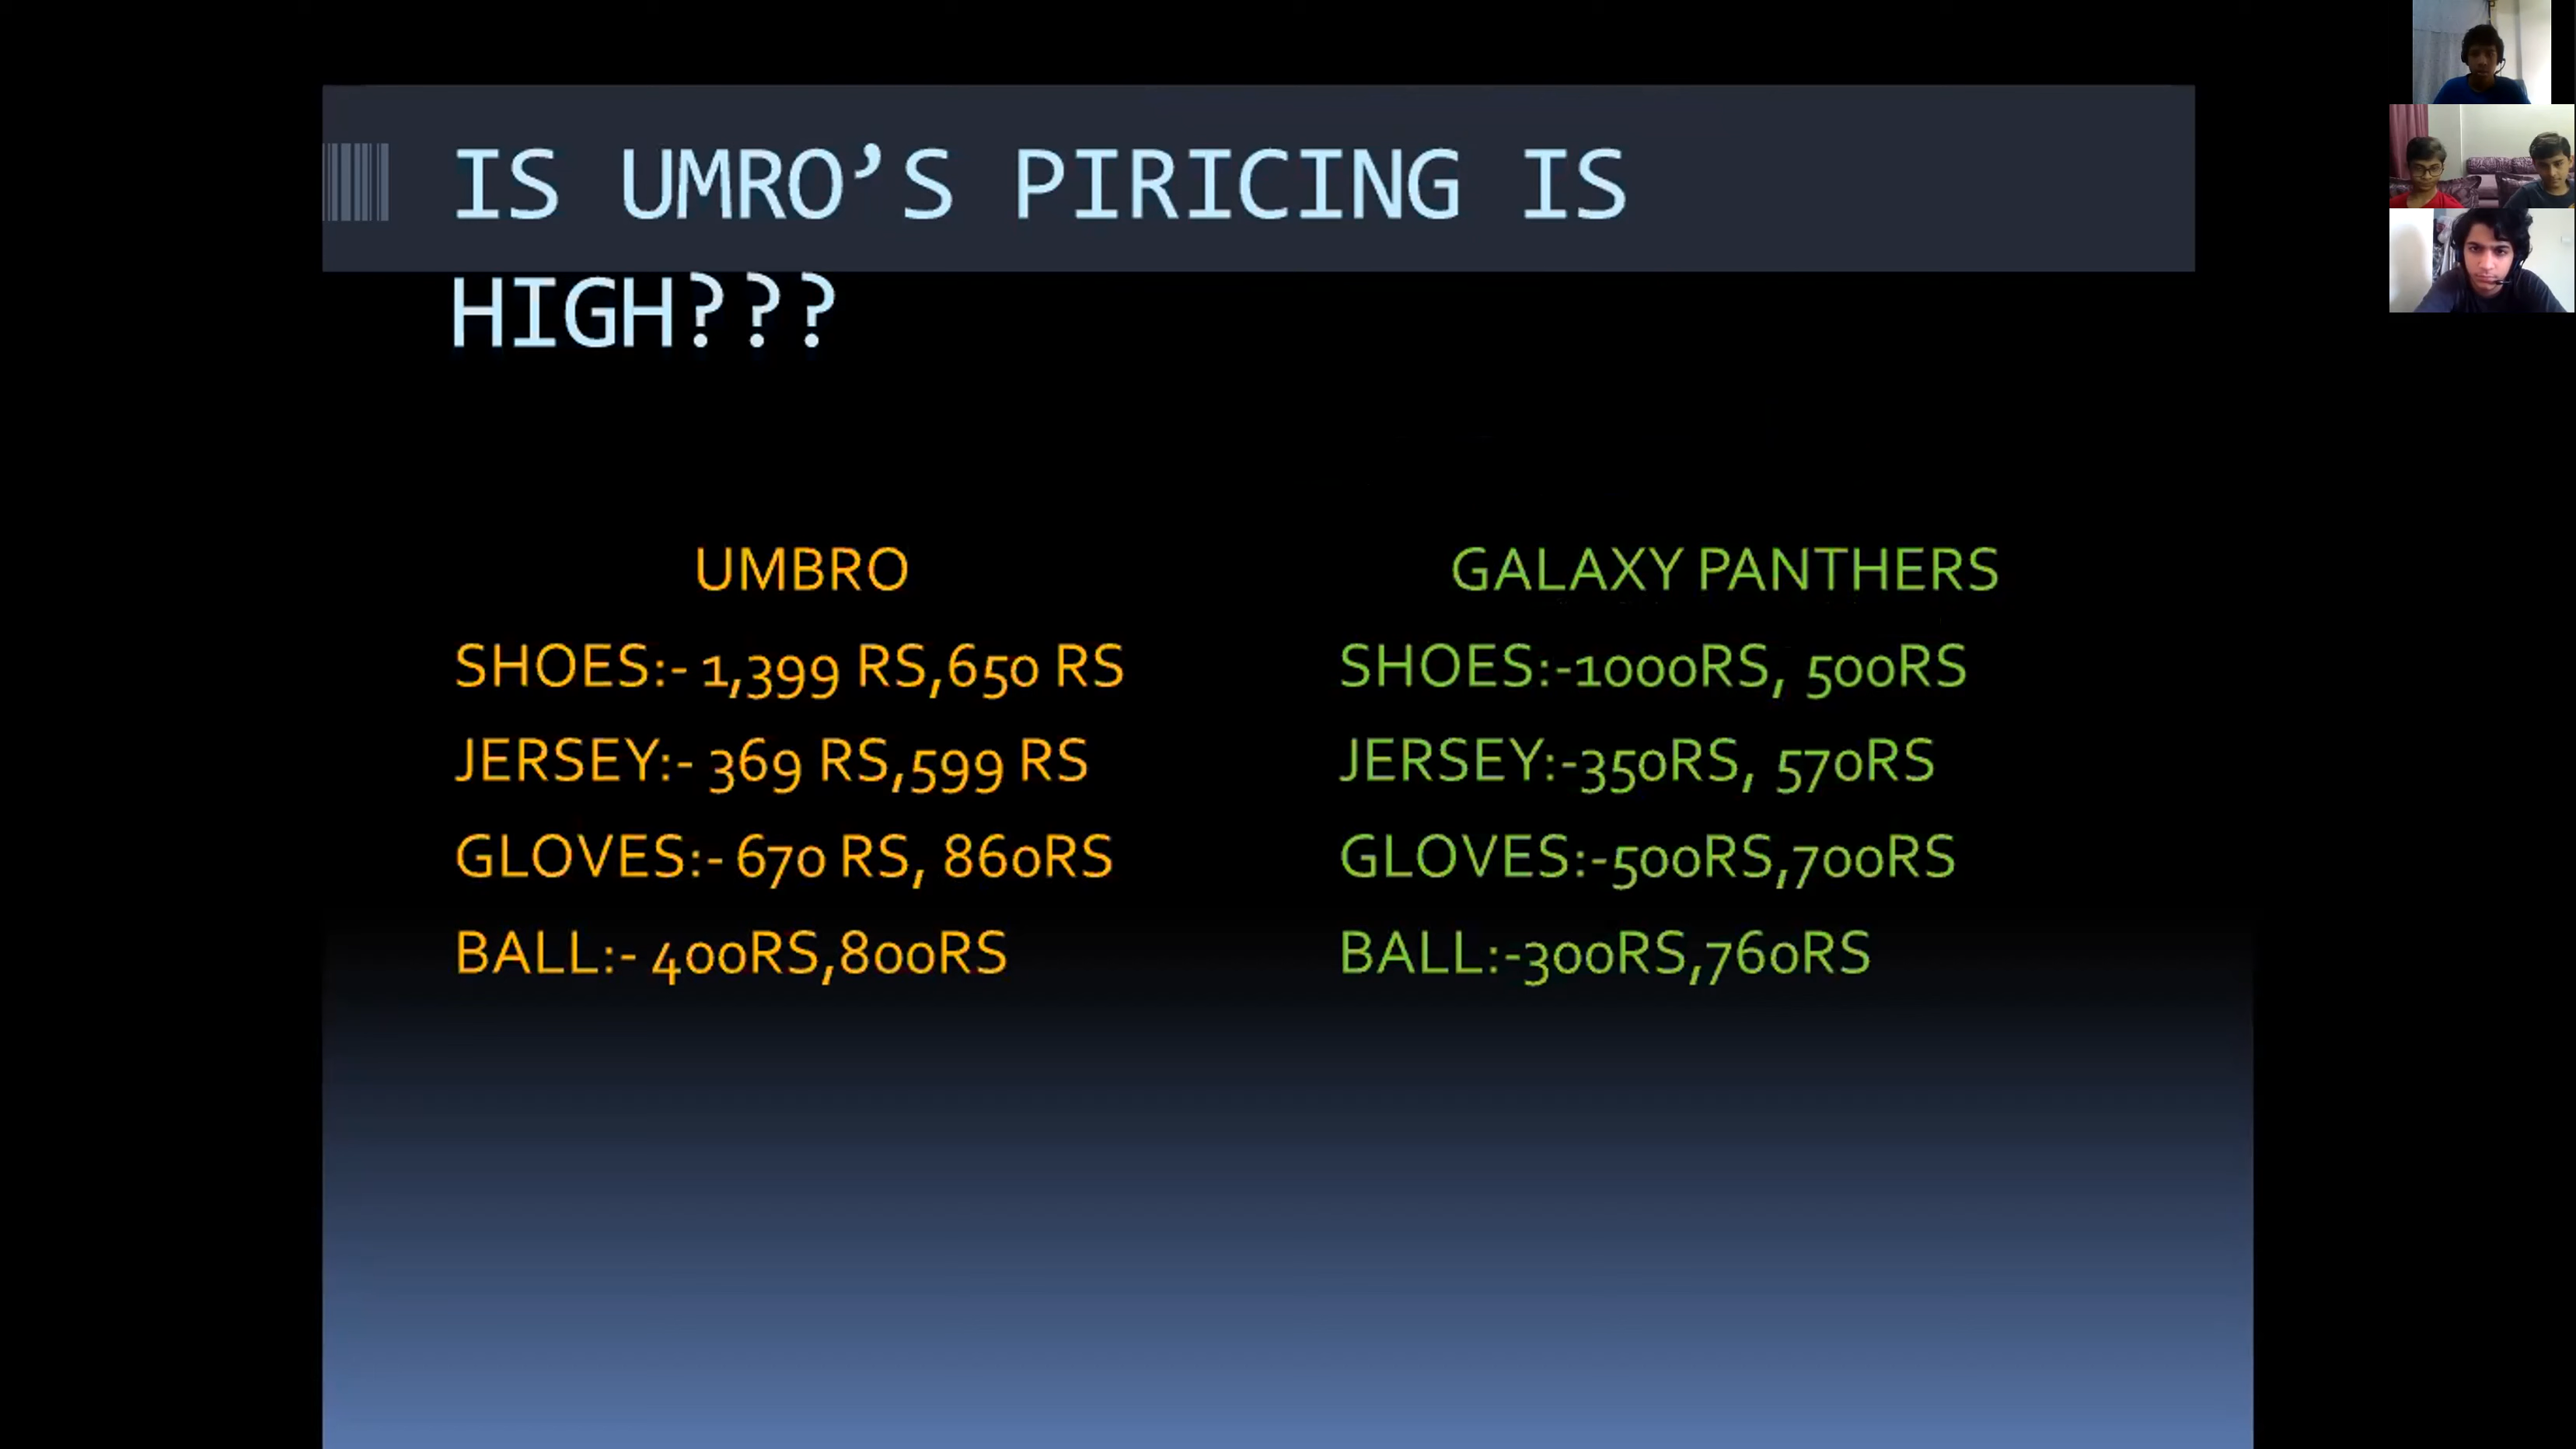 IS UMRO’S PIRICING IS
HIGH???
UMBRO
SHOES:- 1,399 RS,650 RS
JERSEY:- 369 RS,599 RS
GLOVES:- 670 RS, 860RS
BALL:- 400RS,800RS
GALAXY PANTHERS
SHOES:-1000RS, 500RS
JERSEY:-350RS, 570RS
GLOVES:-500RS,700RS
BALL:-300RS,760RS